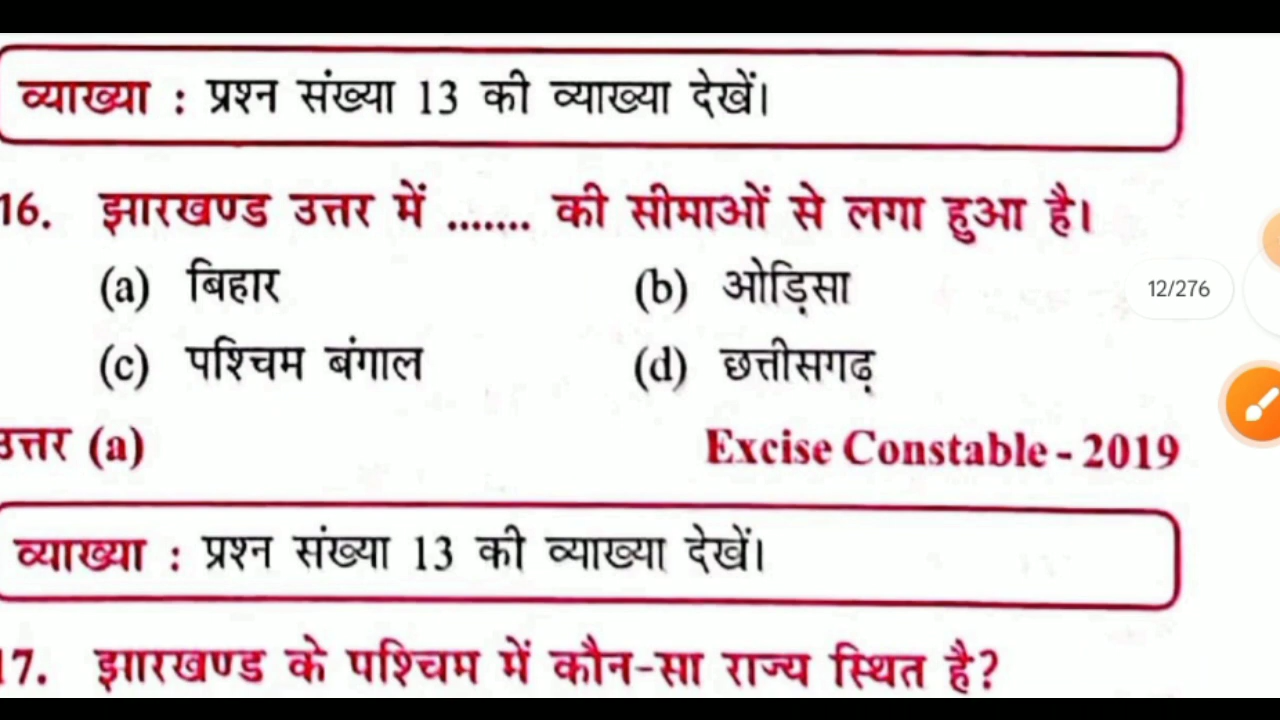 व्याख्या : प्रश्न संख्या 13 की व्याख्या देखें।
16. झारखण्ड उत्तर में ....... की सीमाओं से लगा हुआ है।
(a) बिहार (b) ओड़िसा
12/276
(c) पश्चिम बंगाल (d) छत्तीसगढ़
उत्तर (a) Excise Constable - 2019
व्याख्या : प्रश्न संख्या 13 की व्याख्या देखें।
17. झारखण्ड के पश्चिम में कौन-सा राज्य स्थित है?